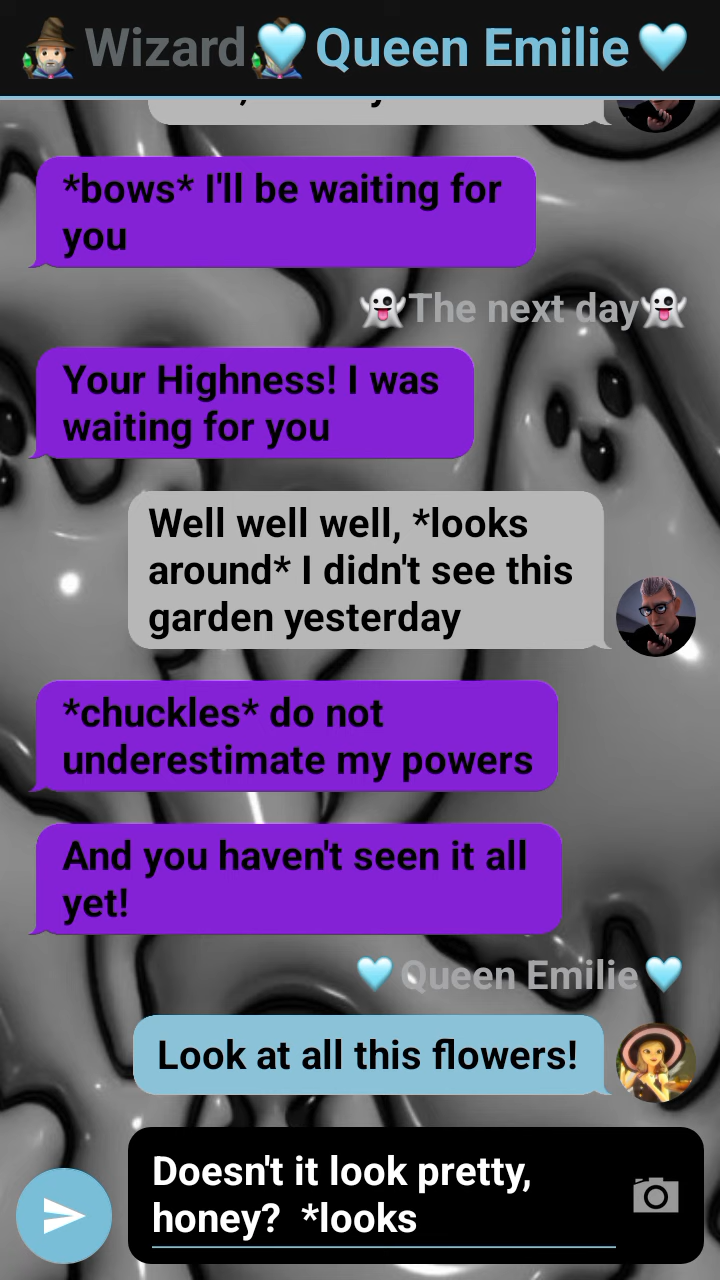 Wizard Queen Emilie
*bows* I'll be waiting for
you
The next day
Your Highness! I was
waiting for you
Well well well, *looks
around* I didn't see this
garden yesterday
*chuckles* do not
underestimate my powers
And you haven't seen it all
yet!
Queen Emilie
Look at all this flowers!
Doesn't it look pretty,
honey?  *looks